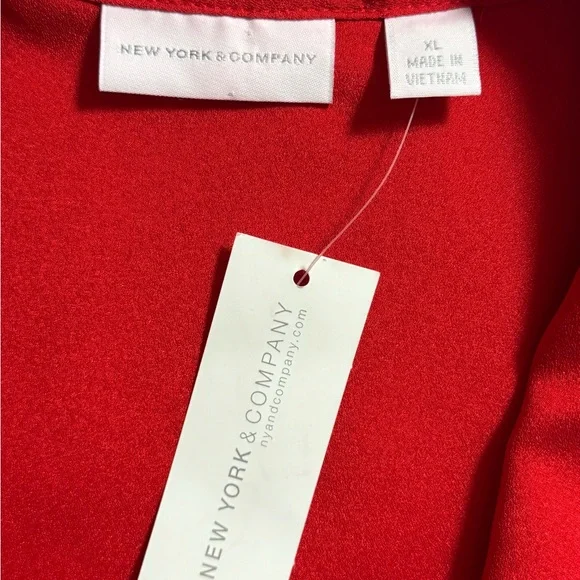 NEW YORK & COMPANY
XL
MADE IN
VIETNAM
NEW YORK & COMPANY
nyandcompany.com